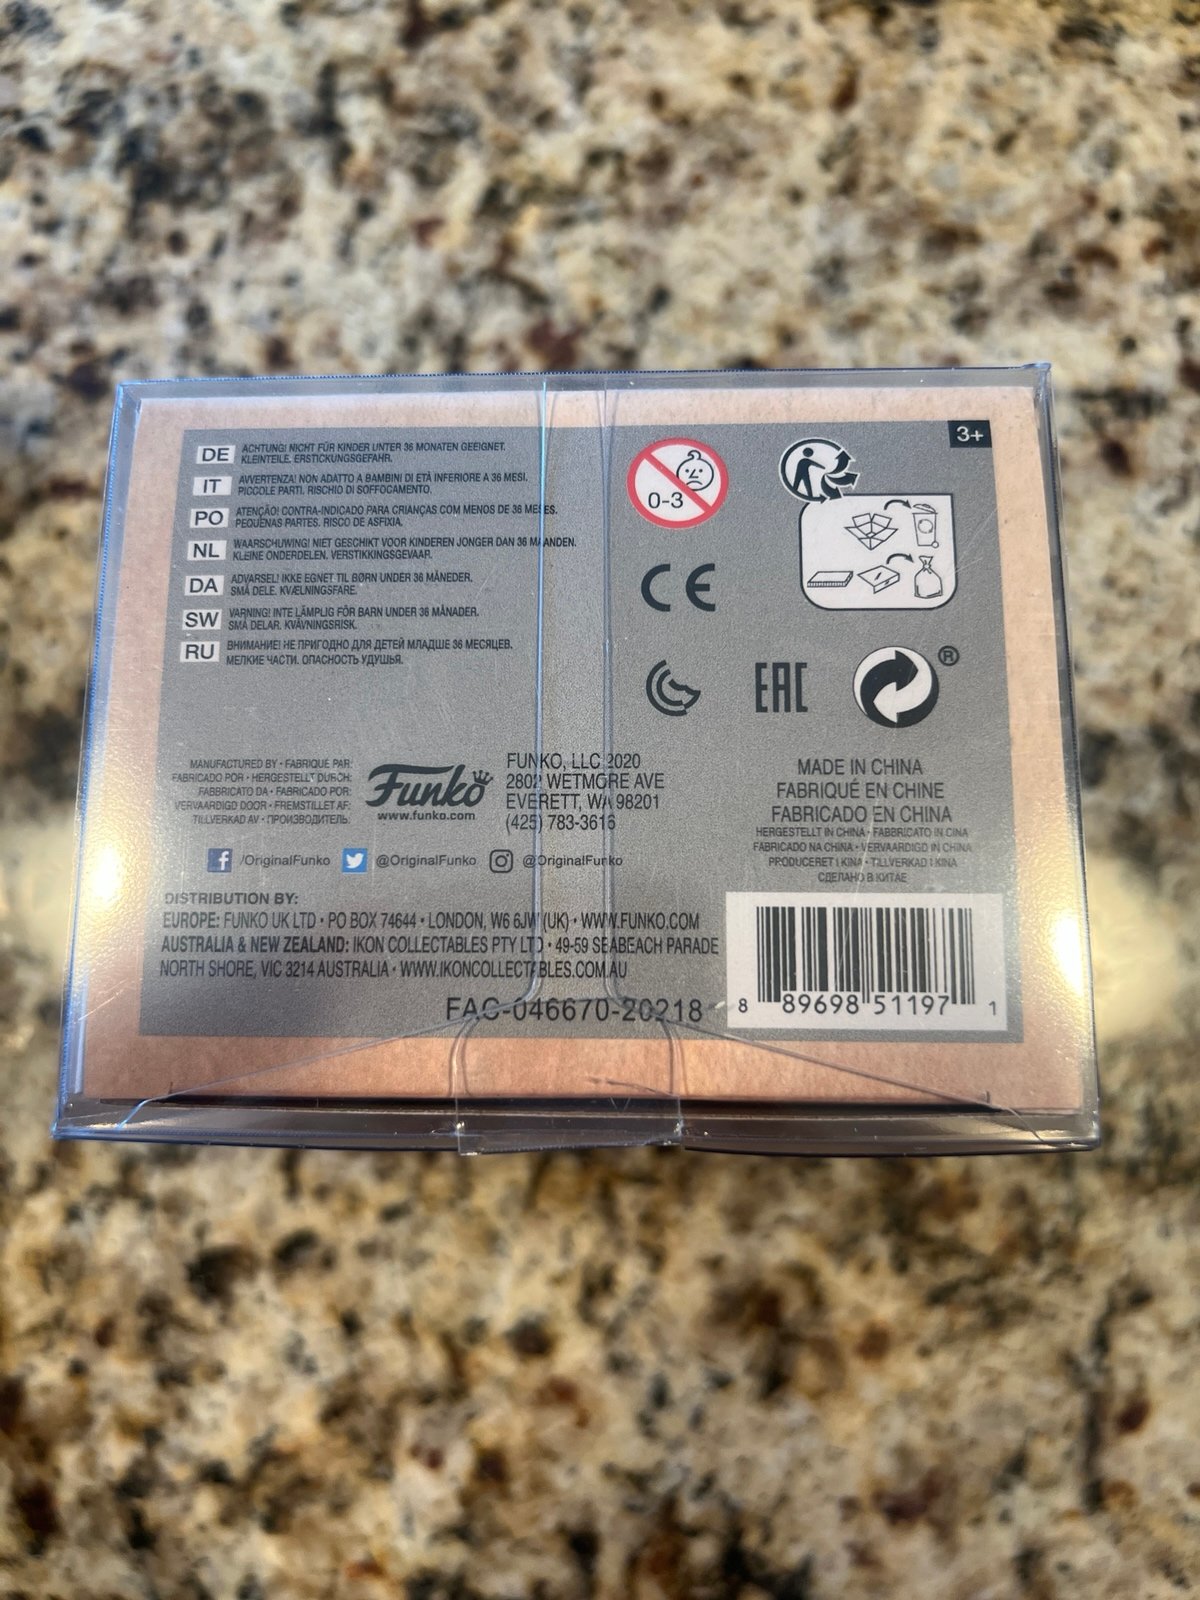 3+
DE ACHTUNG! NICHT FÜR KINDER UNTER 36 MONATEN GEEIGNET.
KLEINTEILE. ERSTICKUNGSGEFAHR.
IT AVVERTENZA! NON ADATTO A BAMBINI DI ETÀ INFERIORE A 36 MESI.
PICCOLE PARTI. RISCHIO DI SOFFOCAMENTO.
PO ATENÇÃO! CONTRA-INDICADO PARA CRIANÇAS COM MENOS DE 36 MESES.
PEQUENAS PARTES. RISCO DE ASFIXIA.
NL WAARSCHUWING! NIET GESCHIKT VOOR KINDEREN JONGER DAN 36 MAANDEN.
KLEINE ONDERDELEN. VERSTIKKINGSGEVAAR.
DA ADVARSEL! IKKE EGNET TIL BØRN UNDER 36 MÅNEDER.
SMÅ DELE. KVÆLNINGSFARE.
SW VARNING! INTE LÄMPLIG FÖR BARN UNDER 36 MÅNADER.
SMÅ DELAR. KVÄVNINGSRISK.
RU ВНИМАНИЕ! НЕ ПРИГОДНО ДЛЯ ДЕТЕЙ МЛАДШЕ 36 МЕСЯЦЕВ.
МЕЛКИЕ ЧАСТИ. ОПАСНОСТЬ УДУШЬЯ.
0-3
CE
EAC
®
MANUFACTURED BY • FABRIQUÉ PAR:
FABRICADO POR • HERGESTELLT DURCH:
FABBRICATO DA • FABRICADO POR:
VERVAARDIGD DOOR • FREMSTILLET AF:
TILLVERKAD AV • ПРОИЗВОДИТЕЛЬ:
Funko
www.funko.com
FUNKO, LLC 2020
2802 WETMORE AVE
EVERETT, WA 98201
(425) 783-3616
/OriginalFunko @OriginalFunko @OriginalFunko
MADE IN CHINA
FABRIQUÉ EN CHINE
FABRICADO EN CHINA
HERGESTELLT IN CHINA • FABBRICATO IN CINA
FABRICADO NA CHINA • VERVAARDIGD IN CHINA
PRODUCERET I KINA • TILLVERKAD I KINA
СДЕЛАНО В КИТАЕ
DISTRIBUTION BY:
EUROPE: FUNKO UK LTD • PO BOX 74644 • LONDON, W6 6JW (UK) • WWW.FUNKO.COM
AUSTRALIA & NEW ZEALAND: IKON COLLECTABLES PTY LTD • 49-59 SEABEACH PARADE
NORTH SHORE, VIC 3214 AUSTRALIA • WWW.IKONCOLLECTABLES.COM.AU
FAC-046670-20218
8 89698 51197 1